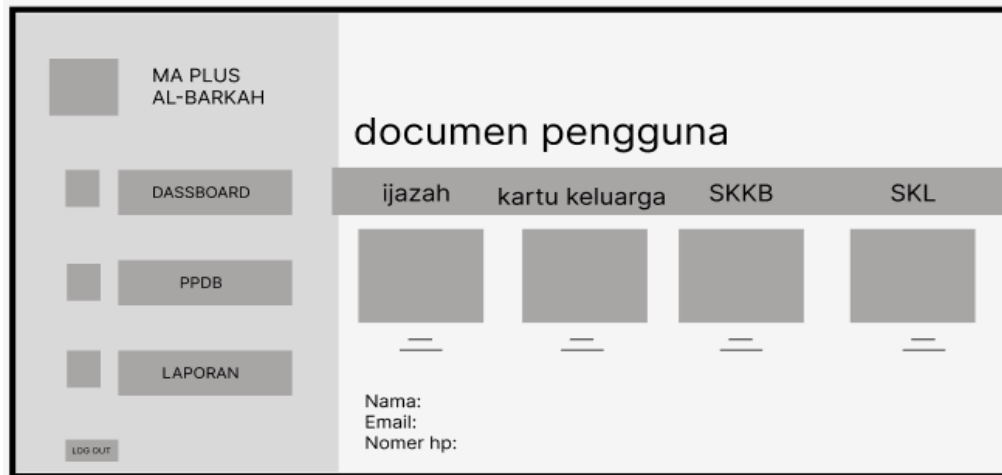 MA PLUS
AL-BARKAH
DASSBOARD
PPDB
LAPORAN
LOG OUT
documen pengguna
ijazah kartu keluarga SKKB SKL
Nama:
Email:
Nomer hp: